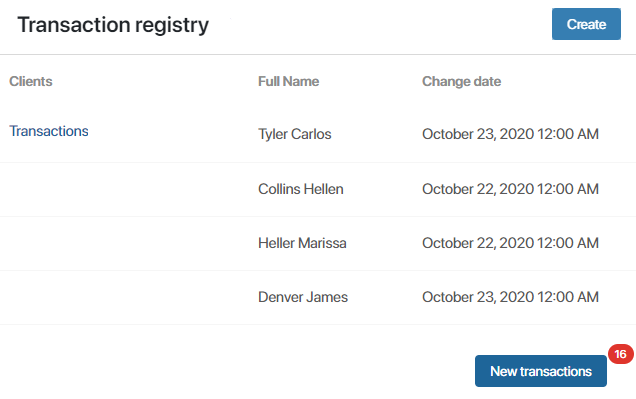 Transaction registry Create
Clients Full Name Change date
Transactions Tyler Carlos October 23, 2020 12:00 AM
Collins Hellen October 22, 2020 12:00 AM
Heller Marissa October 22, 2020 12:00 AM
Denver James October 23, 2020 12:00 AM
16
New transactions